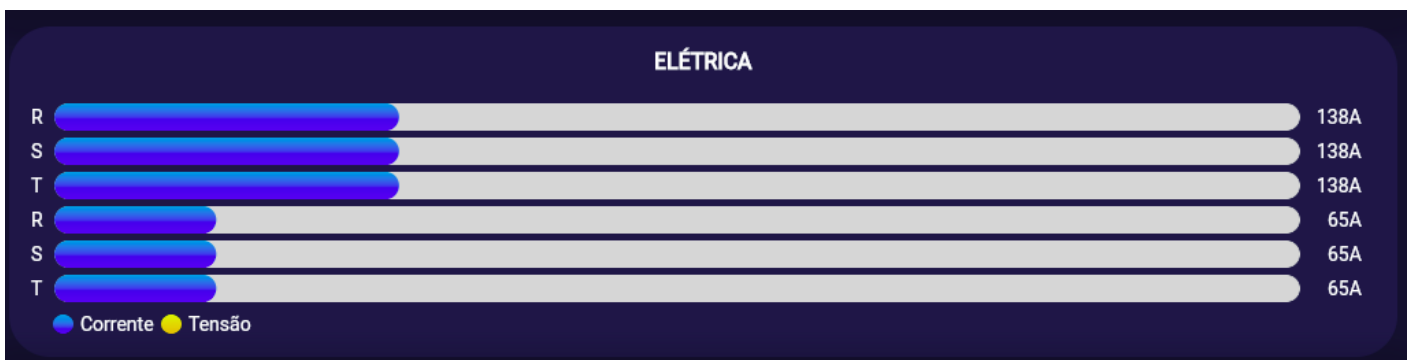 ELÉTRICA
R 138A
S 138A
T 138A
R 65A
S 65A
T 65A
Corrente Tensão